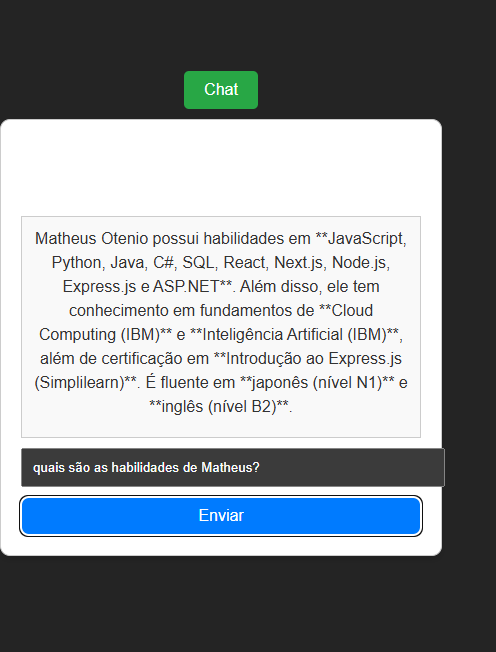 Chat
Matheus Otenio possui habilidades em **JavaScript,
Python, Java, C#, SQL, React, Next.js, Node.js,
Express.js e ASP.NET**. Além disso, ele tem
conhecimento em fundamentos de **Cloud
Computing (IBM)** e **Inteligência Artificial (IBM)**,
além de certificação em **Introdução ao Express.js
(Simplilearn)**. É fluente em **japonês (nível N1)** e
**inglês (nível B2)**.
quais são as habilidades de Matheus?
Enviar